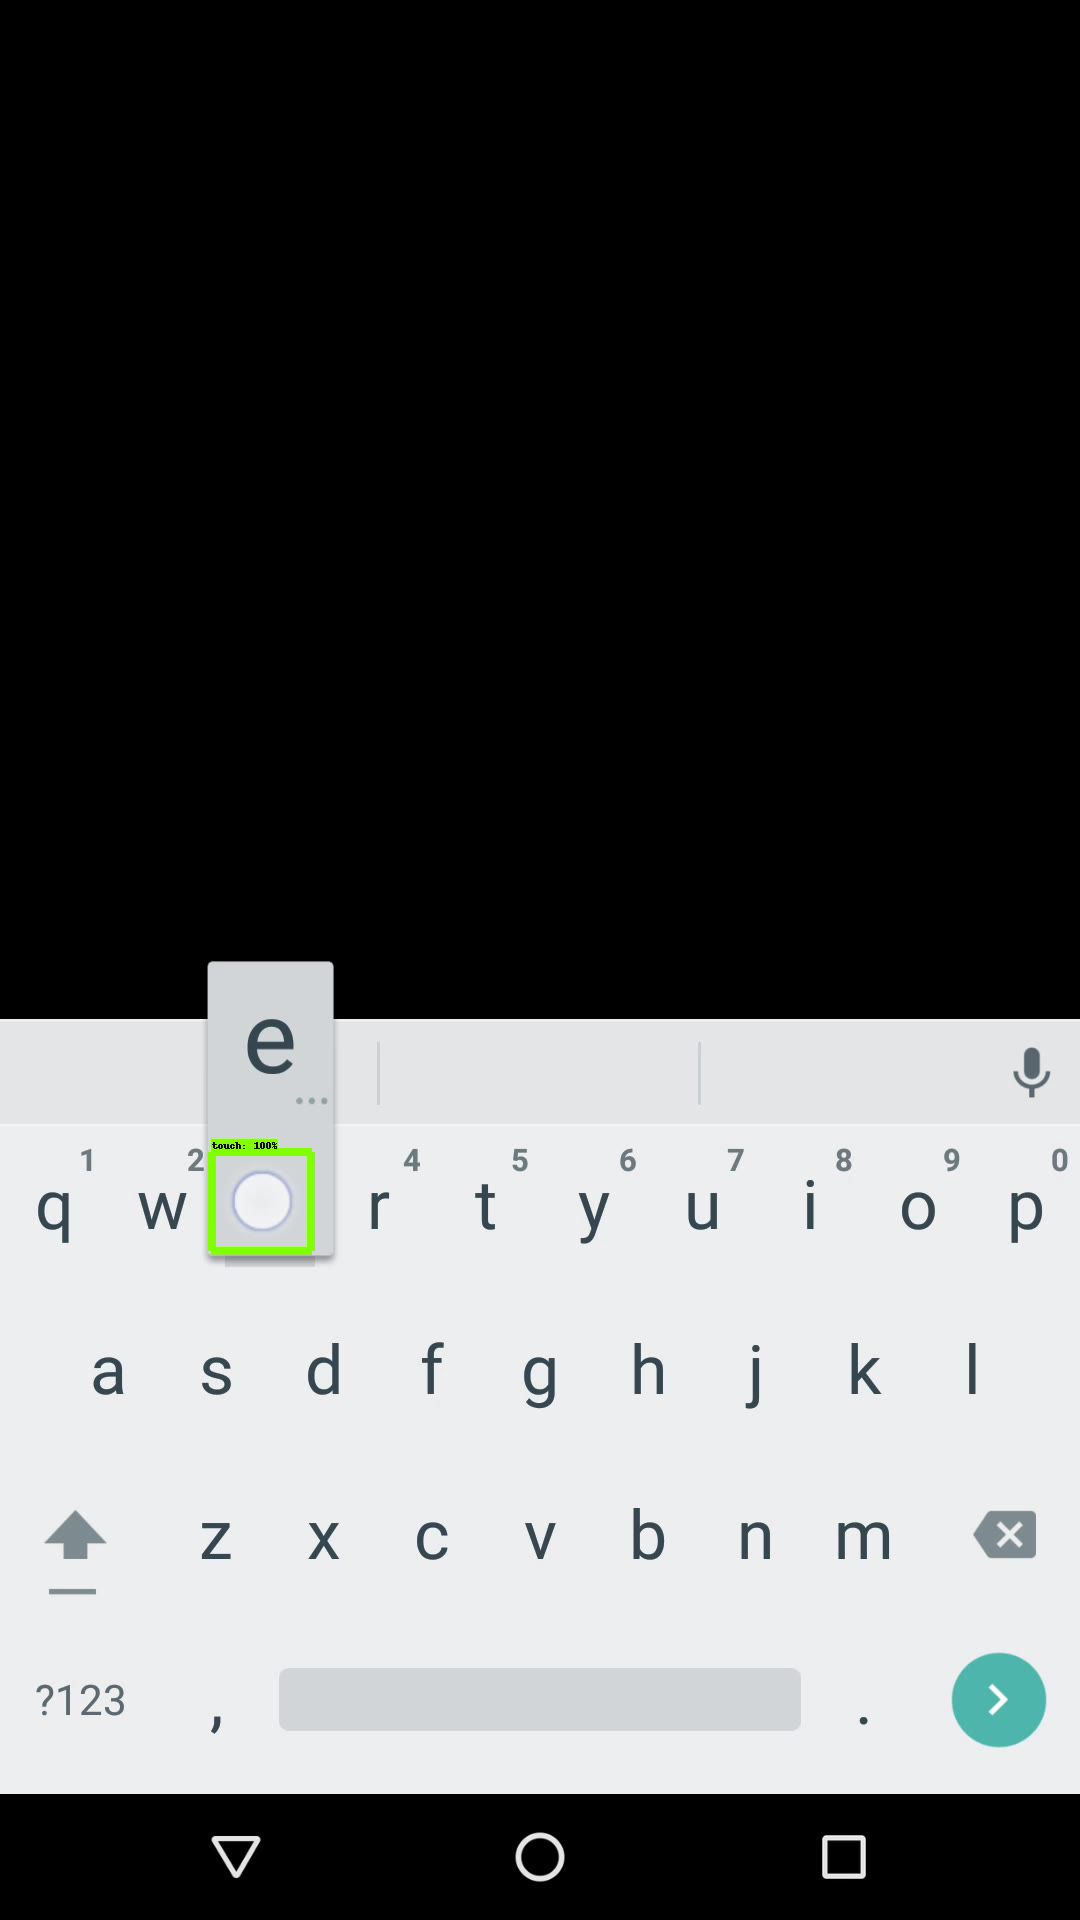 e
...
touch: 100%
1 2 4 5 6 7 8 9 0
q w r t y u i o p
a s d f g h j k l
z x c v b n m
?123 , .